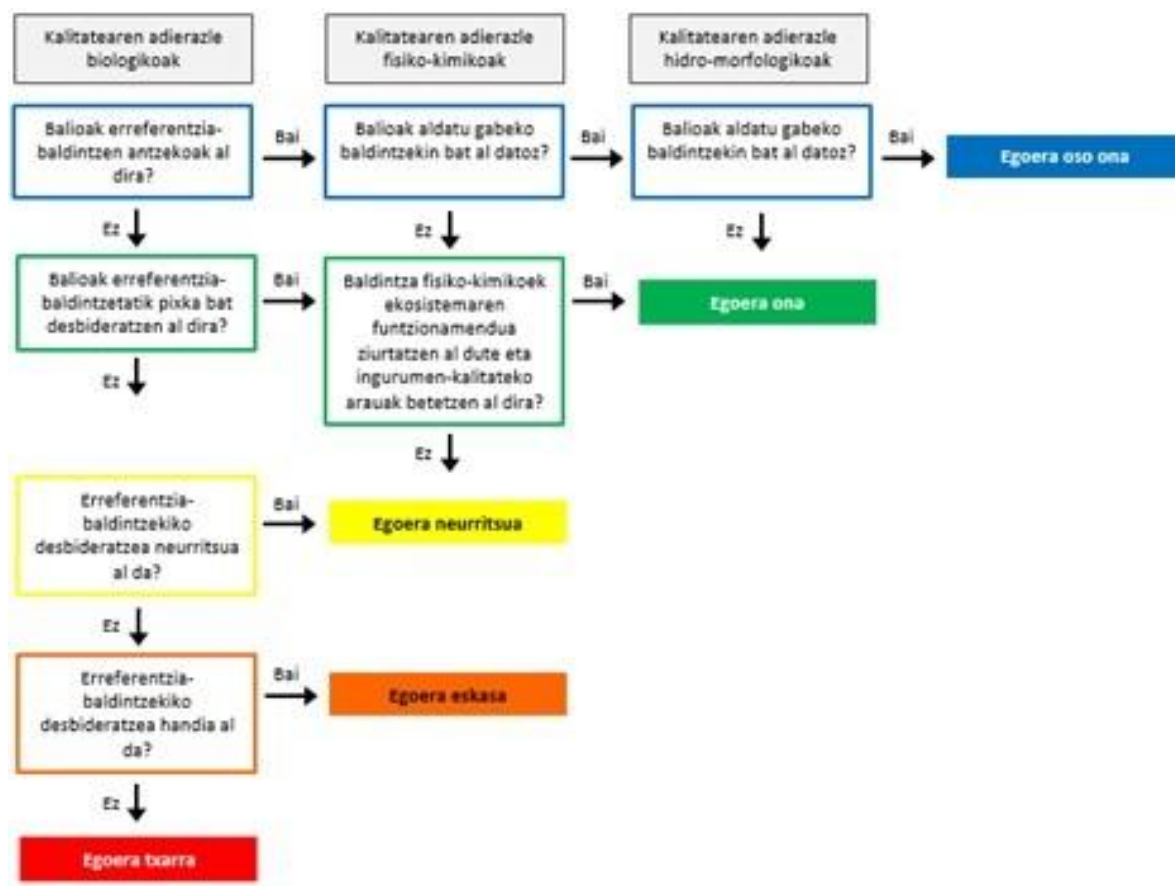 Kalitatearen adierazle
biologikoak
Kalitatearen adierazle
fisiko-kimikoak
Kalitatearen adierazle
hidro-morfologikoak
Balioak erreferentzia-
baldintzen antzekoak al
dira?
Bai
Balioak aldatu gabeko
baldintzekin bat al datoz?
Bai
Balioak aldatu gabeko
baldintzekin bat al datoz?
Bai
Egoera oso ona
Ez
Ez
Ez
Balioak erreferentzia-
baldintzetatik pixka bat
desbideratzen al dira?
Bai
Baldintza fisiko-kimikoek
ekosistemaren
funtzionamendua
ziurtatzen al dute eta
ingurumen-kalitateko
arauak betetzen al dira?
Bai
Egoera ona
Ez
Ez
Erreferentzia-
baldintzekiko
desbideratzea neurritsua
al da?
Bai
Egoera neurritsua
Ez
Erreferentzia-
baldintzekiko
desbideratzea handia al
da?
Bai
Egoera eskasa
Ez
Egoera txarra